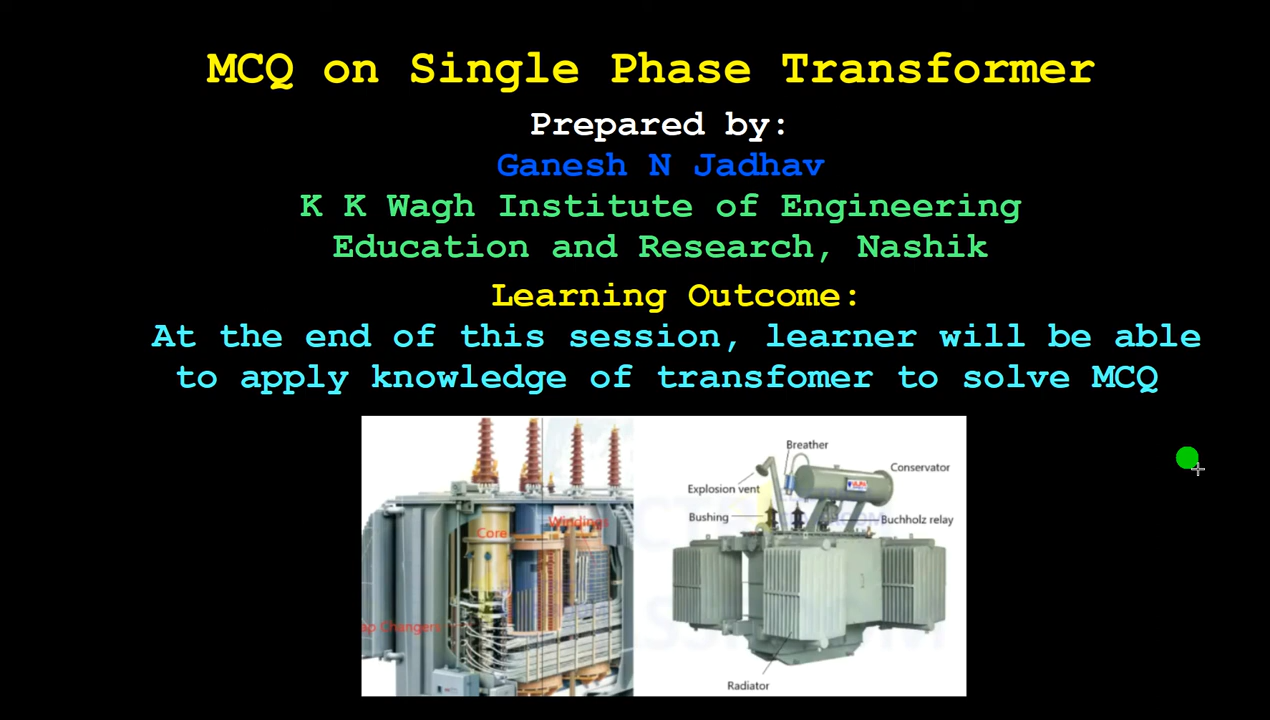 MCQ on Single Phase Transformer
Prepared by:
Ganesh N Jadhav
K K Wagh Institute of Engineering
Education and Research, Nashik
Learning Outcome:
At the end of this session, learner will be able
to apply knowledge of transfomer to solve MCQ
Core
Windings
ap Changers
Breather
Conservator
Explosion vent
Bushing
Buchholz relay
Radiator